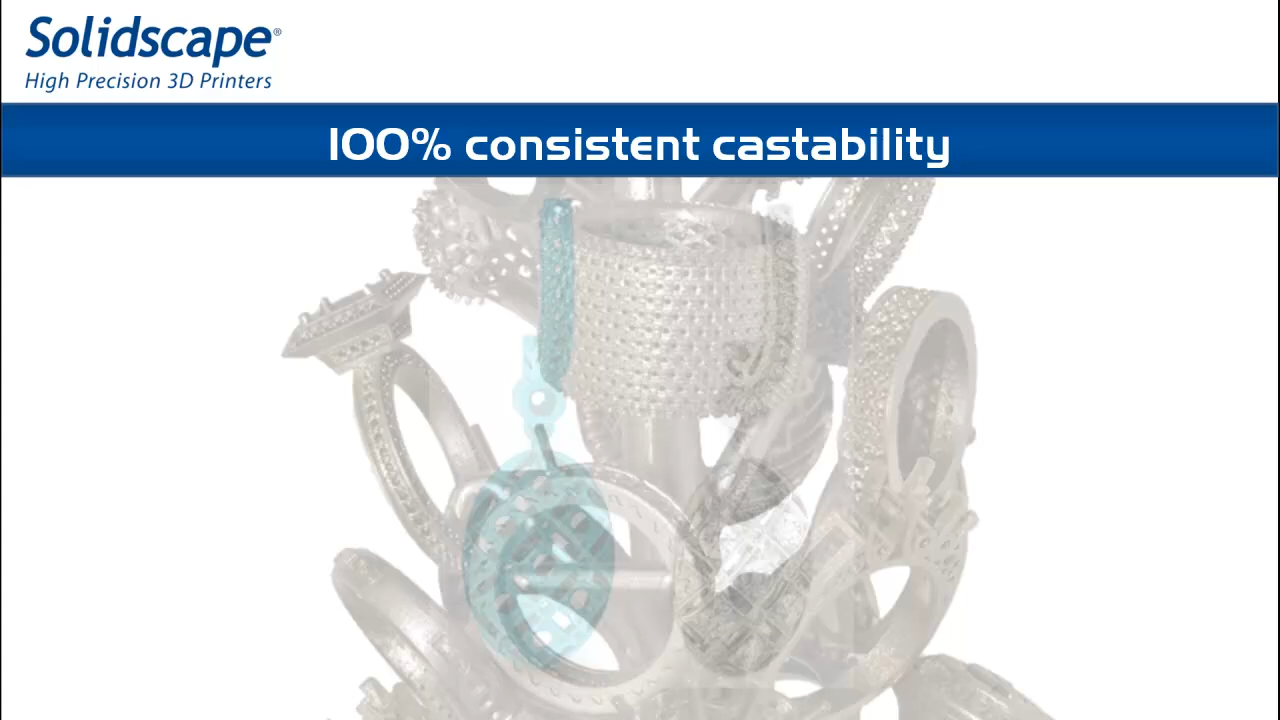 Solidscape®
High Precision 3D Printers
100% consistent castability